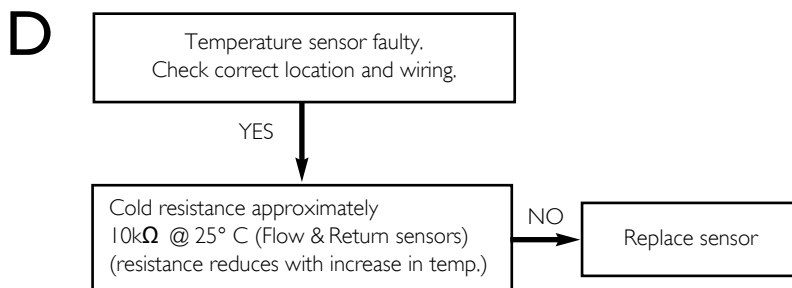 D
Temperature sensor faulty.
Check correct location and wiring.
YES
Cold resistance approximately
10kΩ @ 25° C (Flow & Return sensors)
(resistance reduces with increase in temp.)
NO
Replace sensor